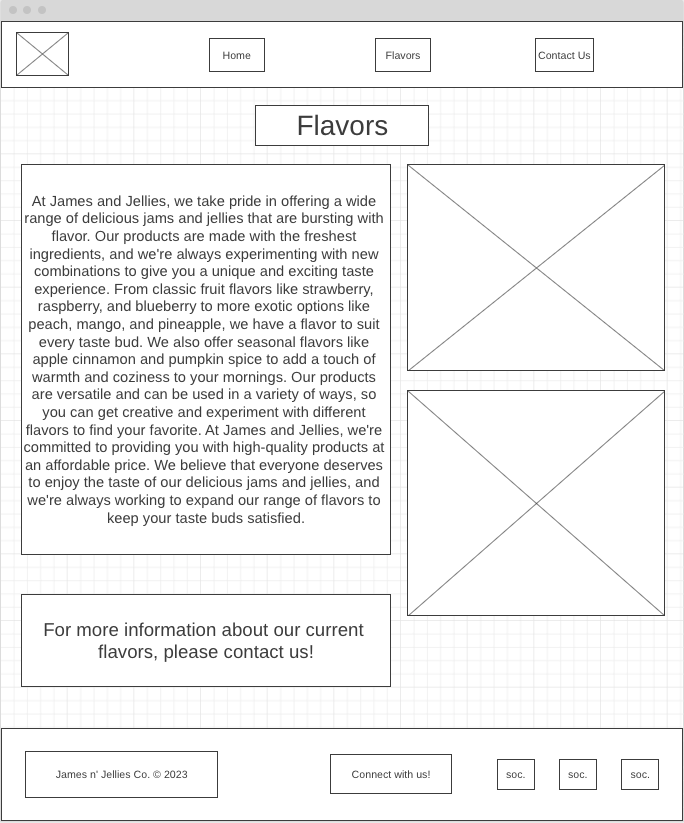 Home
Flavors
Contact Us
Flavors
At James and Jellies, we take pride in offering a wide
range of delicious jams and jellies that are bursting with
flavor. Our products are made with the freshest
ingredients, and we're always experimenting with new
combinations to give you a unique and exciting taste
experience. From classic fruit flavors like strawberry,
raspberry, and blueberry to more exotic options like
peach, mango, and pineapple, we have a flavor to suit
every taste bud. We also offer seasonal flavors like
apple cinnamon and pumpkin spice to add a touch of
warmth and coziness to your mornings. Our products
are versatile and can be used in a variety of ways, so
you can get creative and experiment with different
flavors to find your favorite. At James and Jellies, we're
committed to providing you with high-quality products at
an affordable price. We believe that everyone deserves
to enjoy the taste of our delicious jams and jellies, and
we're always working to expand our range of flavors to
keep your taste buds satisfied.
For more information about our current
flavors, please contact us!
James n' Jellies Co. © 2023
Connect with us!
soc.
soc.
soc.